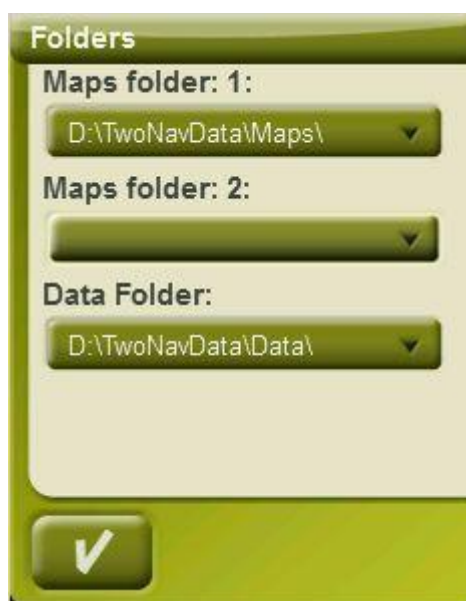 Folders
Maps folder: 1:
D:\TwoNavData\Maps\
Maps folder: 2:
Data Folder:
D:\TwoNavData\Data\